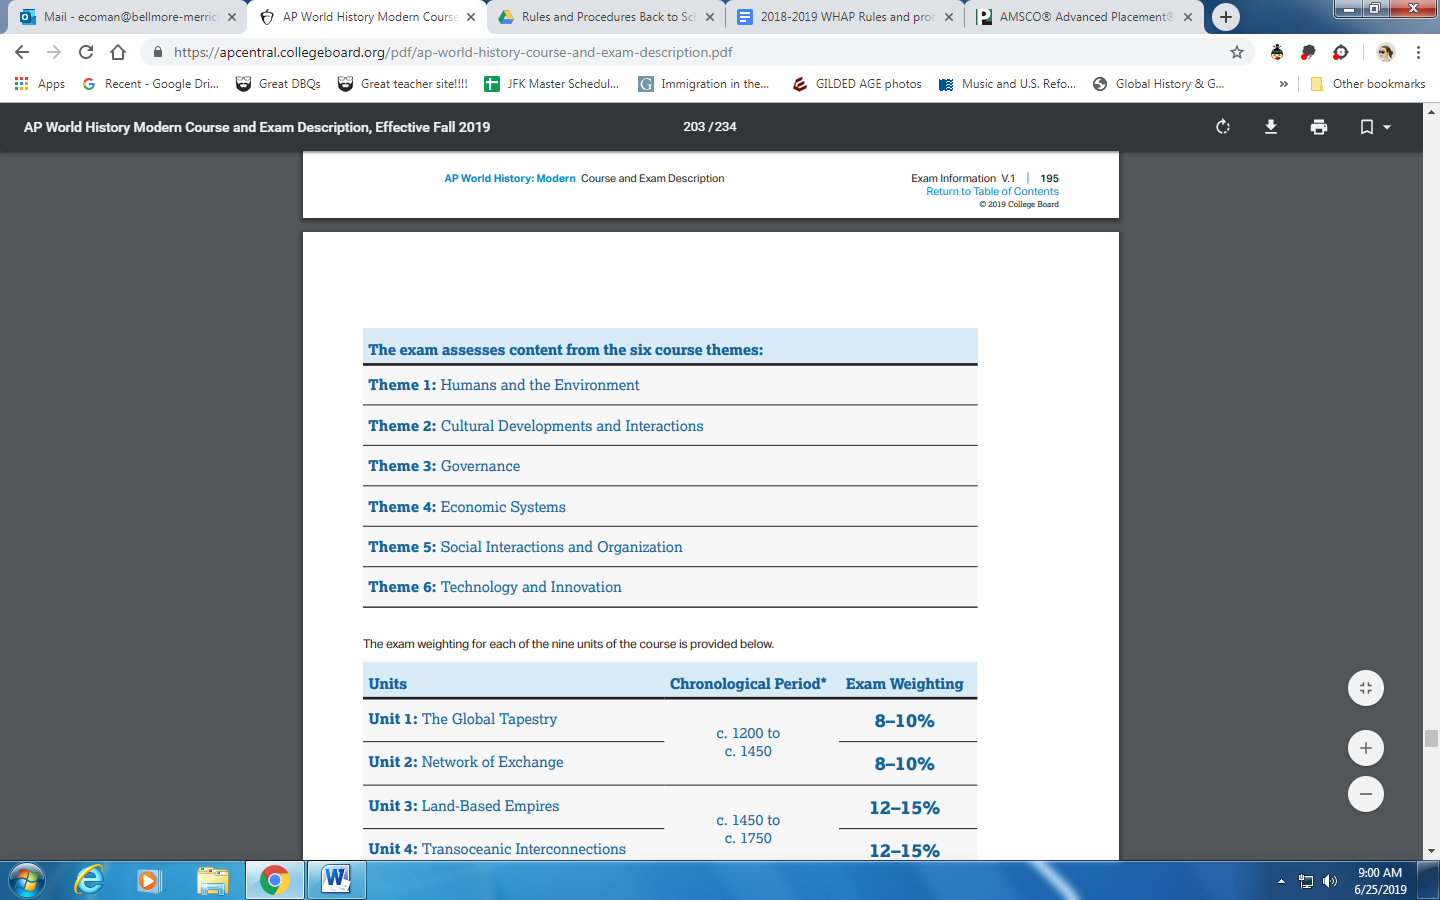 Mail - ecoman@bellmore-merric
AP World History Modern Course
Rules and Procedures Back to Sc
2018-2019 WHAP Rules and pro
AMSCO® Advanced Placement®
https://apcentral.collegeboard.org/pdf/ap-world-history-course-and-exam-description.pdf
Apps
Recent - Google Dri...
Great DBQs
Great teacher site!!!!
JFK Master Schedul...
Immigration in the...
GILDED AGE photos
Music and U.S. Refo...
Global History & G...
»
Other bookmarks
AP World History Modern Course and Exam Description, Effective Fall 2019
203 / 234
AP World History: Modern Course and Exam Description
Exam Information V.1 | 195
Return to Table of Contents
© 2019 College Board
The exam assesses content from the six course themes:
Theme 1: Humans and the Environment
Theme 2: Cultural Developments and Interactions
Theme 3: Governance
Theme 4: Economic Systems
Theme 5: Social Interactions and Organization
Theme 6: Technology and Innovation
The exam weighting for each of the nine units of the course is provided below.
Units Chronological Period* Exam Weighting
Unit 1: The Global Tapestry
8–10%
c. 1200 to
c. 1450
Unit 2: Network of Exchange
8–10%
Unit 3: Land-Based Empires
12–15%
c. 1450 to
c. 1750
Unit 4: Transoceanic Interconnections
12–15%
9:00 AM
6/25/2019